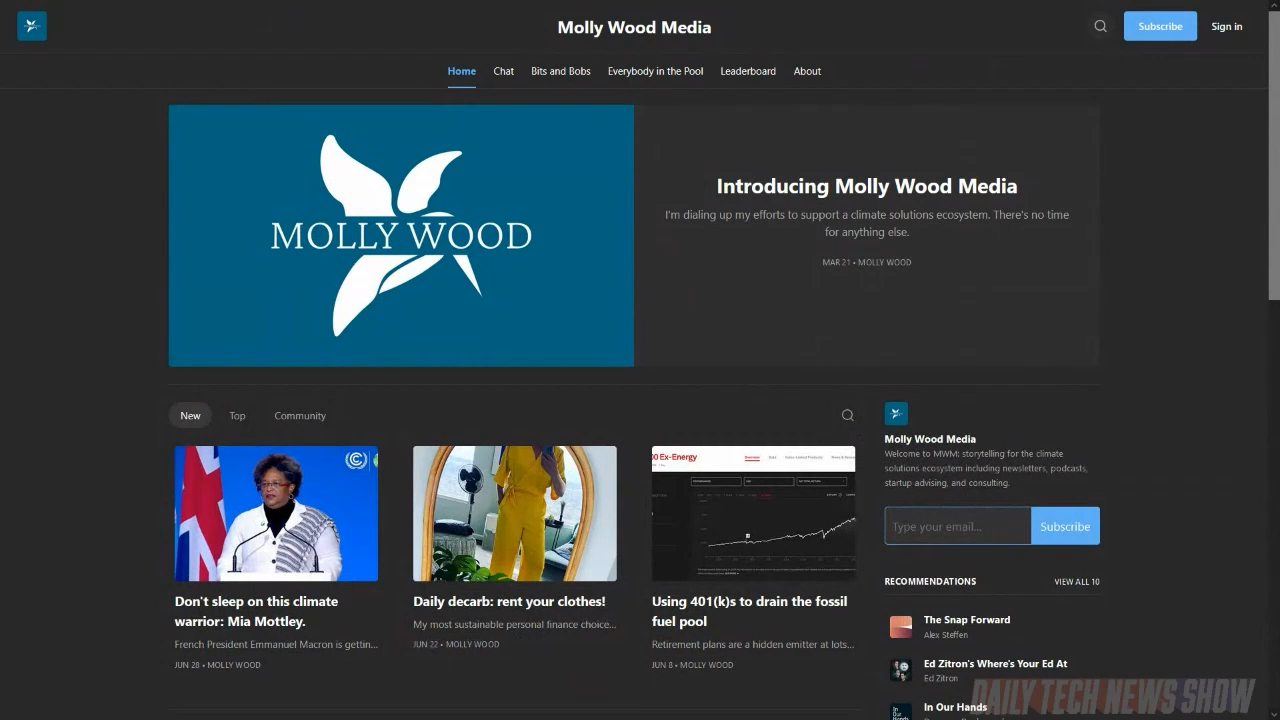 Molly Wood Media
Subscribe
Sign in
Home
Chat
Bits and Bobs
Everybody in the Pool
Leaderboard
About
MOLLY WOOD
Introducing Molly Wood Media
I'm dialing up my efforts to support a climate solutions ecosystem. There's no time
for anything else.
MAR 21 • MOLLY WOOD
New
Top
Community
Ex-Energy
Don't sleep on this climate
warrior: Mia Mottley.
French President Emmanuel Macron is gettin...
JUN 28 • MOLLY WOOD
Daily decarb: rent your clothes!
My most sustainable personal finance choice...
JUN 22 • MOLLY WOOD
Using 401(k)s to drain the fossil
fuel pool
Retirement plans are a hidden emitter at lots...
JUN 8 • MOLLY WOOD
Molly Wood Media
Welcome to MWM: storytelling for the climate
solutions ecosystem including newsletters, podcasts,
startup advising, and consulting.
Type your email...
Subscribe
RECOMMENDATIONS
VIEW ALL 10
The Snap Forward
Alex Steffen
Ed Zitron's Where's Your Ed At
Ed Zitron
In Our Hands
DAILY TECH NEWS SHOW